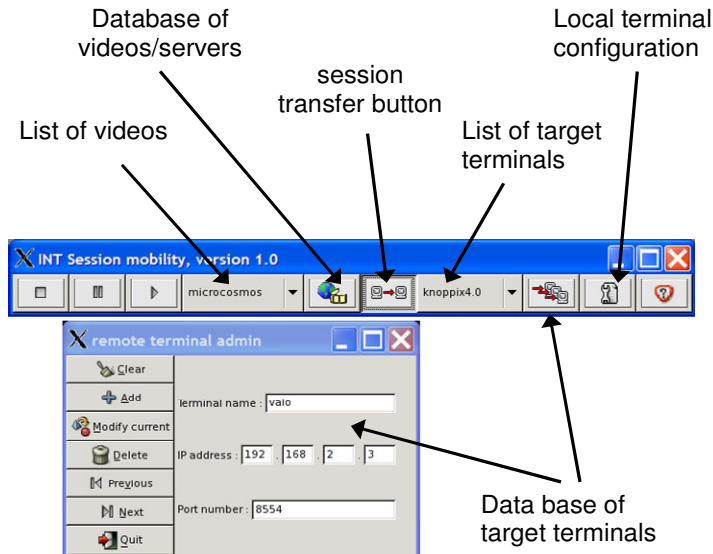 Database of
videos/servers
Local terminal
configuration
session
transfer button
List of videos
List of target
terminals
INT Session mobility, version 1.0
microcosmos
knoppix4.0
remote terminal admin
Clear
Add
Modify current
Delete
Previous
Next
Quit
Terminal name : vaio
IP address : 192 . 168 . 2 . 3
Port number : 8554
Data base of
target terminals